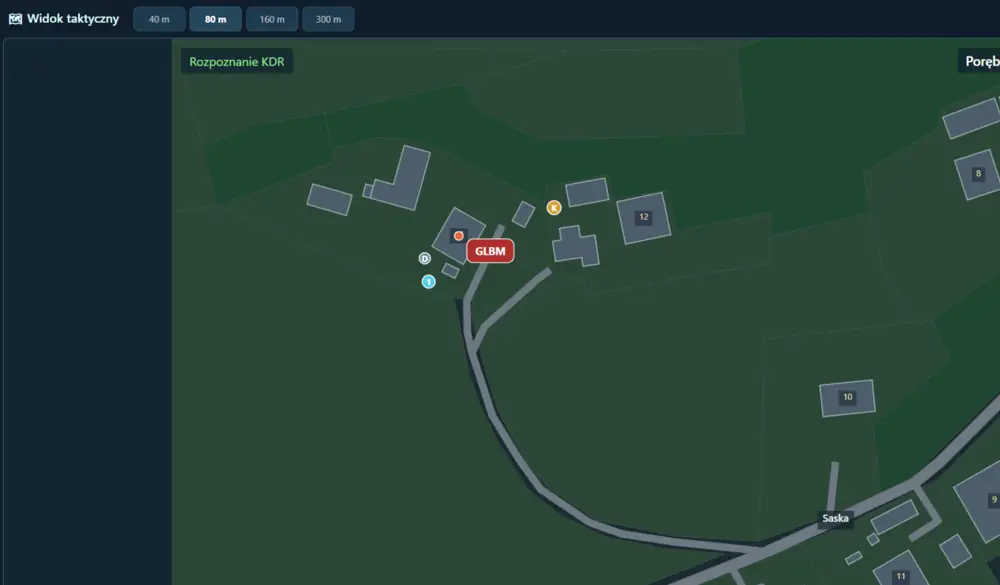 Widok taktyczny
40 m
80 m
160 m
300 m
Rozpoznanie KDR
Poręb
8
K
12
GLBM
D
1
10
9
Saska
11